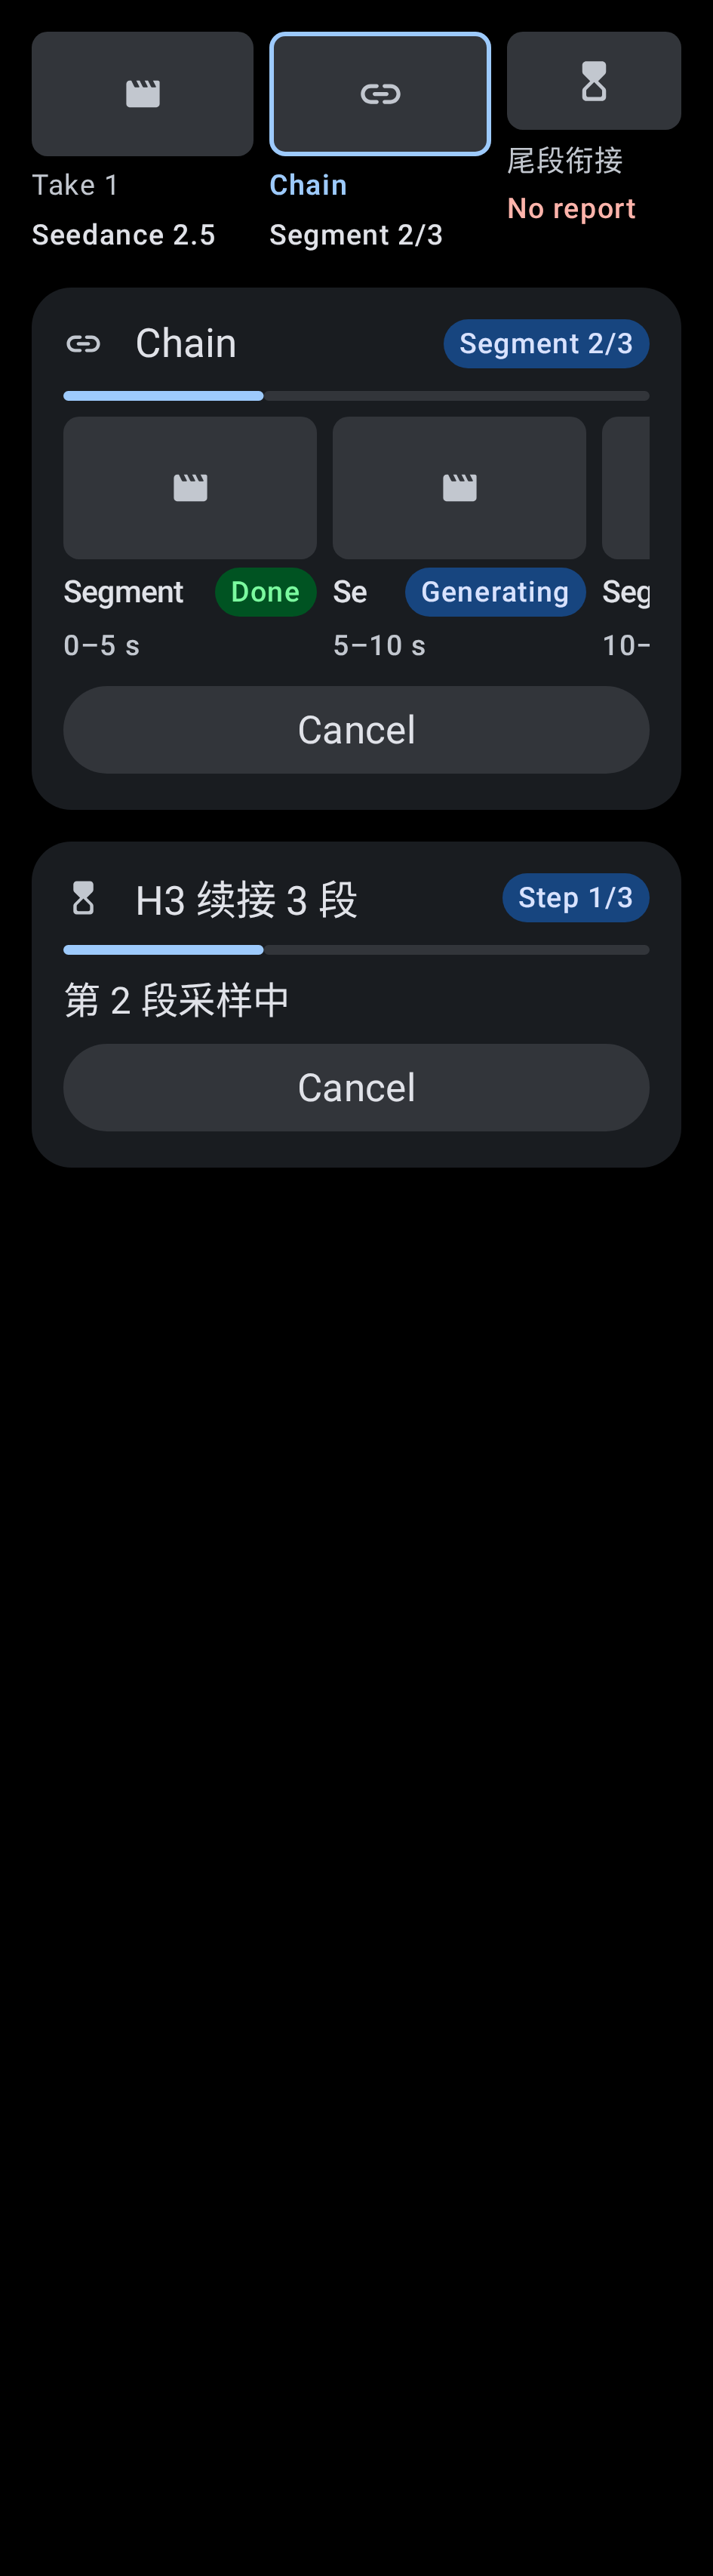 Take 1
Seedance 2.5
Chain
Segment 2/3
尾段衔接
No report
Chain
Segment 2/3
Segment
Done
0–5 s
Se
Generating
5–10 s
Seg
10–
Cancel
H3 续接 3 段
Step 1/3
第 2 段采样中
Cancel